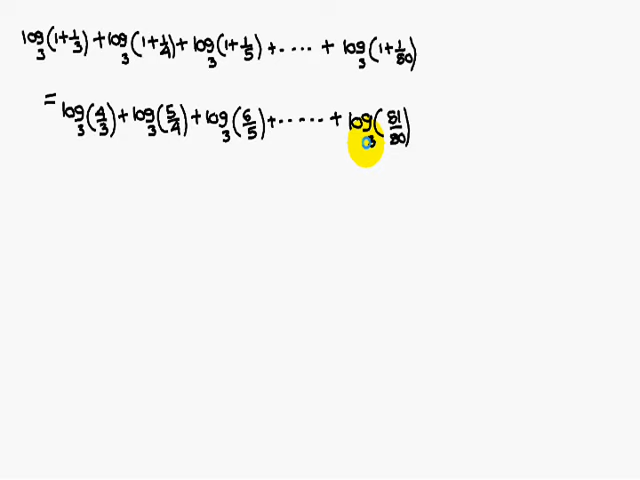 log₃(1+1/3)+log₃(1+1/4)+log₃(1+1/5)+.....+log₃(1+1/80)
=log₃(4/3)+log₃(5/4)+log₃(6/5)+......+log₃(81/80)